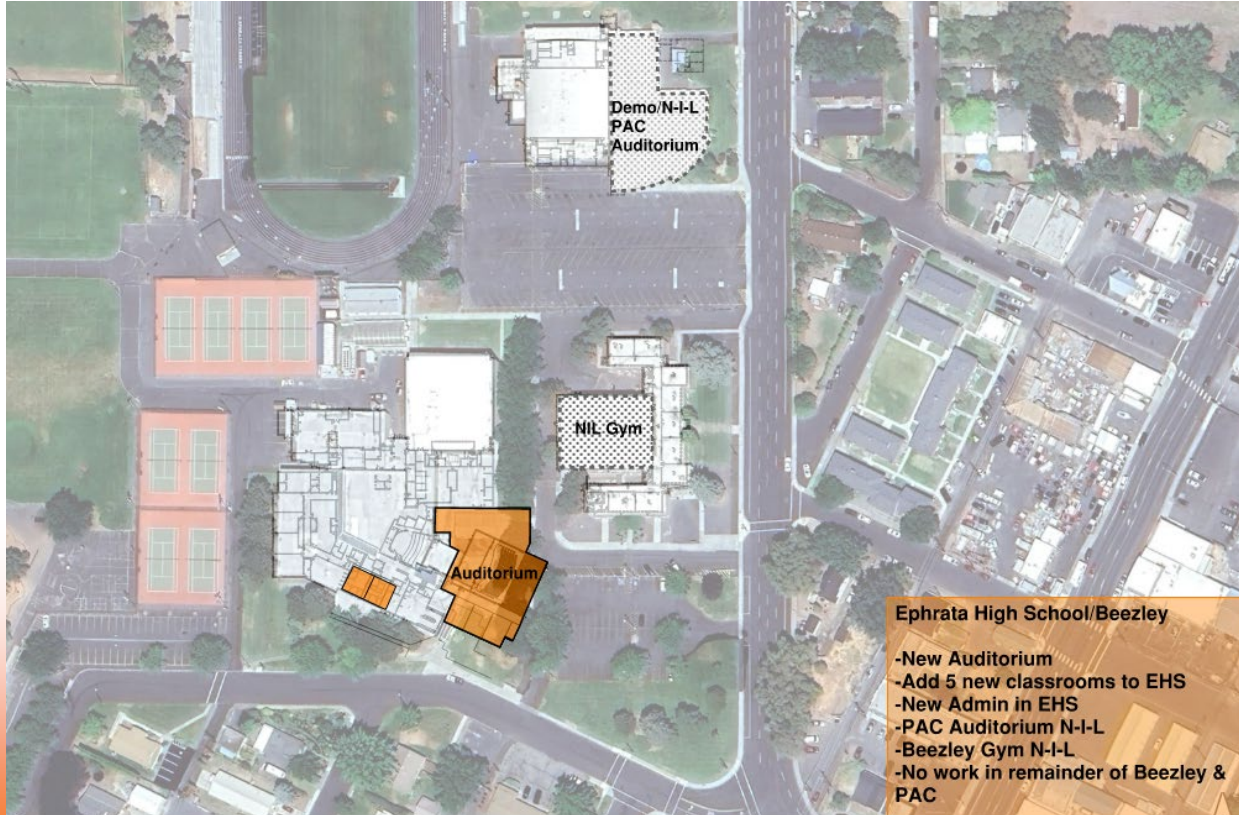 Demo/N-I-L
PAC
Auditorium
NIL Gym
Auditorium
Ephrata High School/Beezley
-New Auditorium
-Add 5 new classrooms to EHS
-New Admin in EHS
-PAC Auditorium N-I-L
-Beezley Gym N-I-L
-No work in remainder of Beezley &
PAC